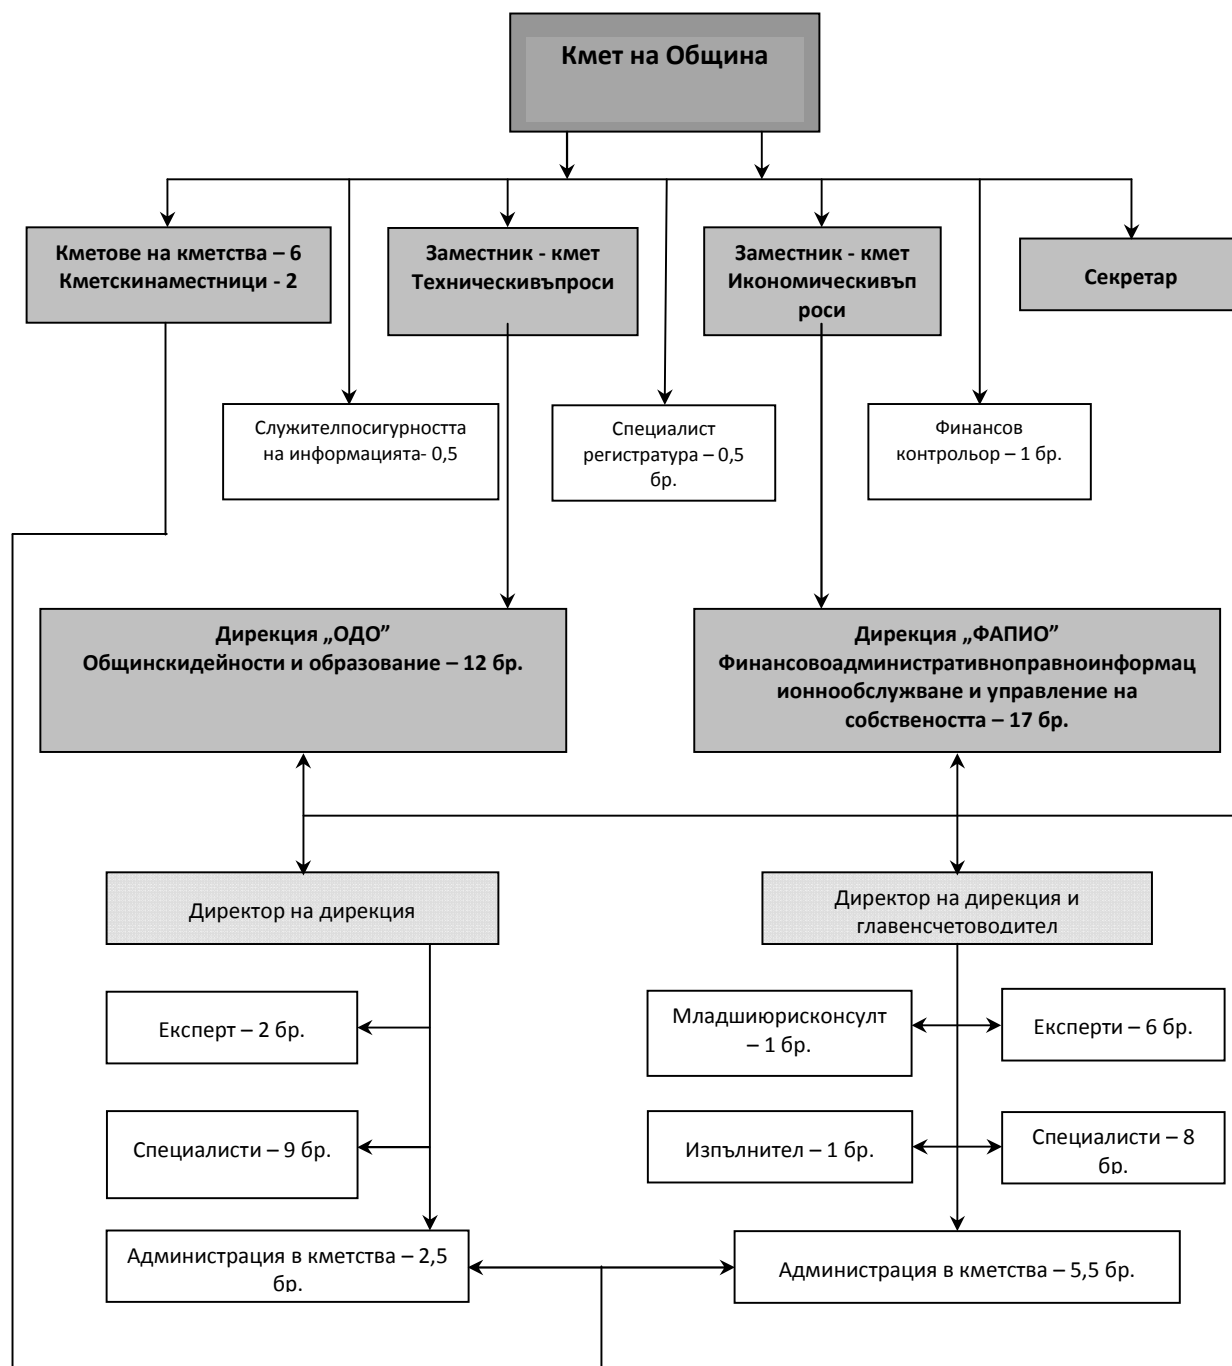 Кмет на Община
Кметове на кметства – 6
Кметскинаместници - 2
Заместник - кмет
Техническивъпроси
Заместник - кмет
Икономическивъп
роси
Секретар
Служителпосигурността
на информацията- 0,5
Специалист
регистратура – 0,5
бр.
Финансов
контрольор – 1 бр.
Дирекция „ОДО”
Общинскидейности и образование – 12 бр.
Дирекция „ФАПИО”
Финансовоадминистративноправноинформац
ионнообслужване и управление на
собствеността – 17 бр.
Директор на дирекция
Директор на дирекция и
главенсчетоводител
Експерт – 2 бр.
Младшиюрисконсулт
– 1 бр.
Експерти – 6 бр.
Специалисти – 9 бр.
Изпълнител – 1 бр.
Специалисти – 8
бр.
Администрация в кметства – 2,5
бр.
Администрация в кметства – 5,5 бр.